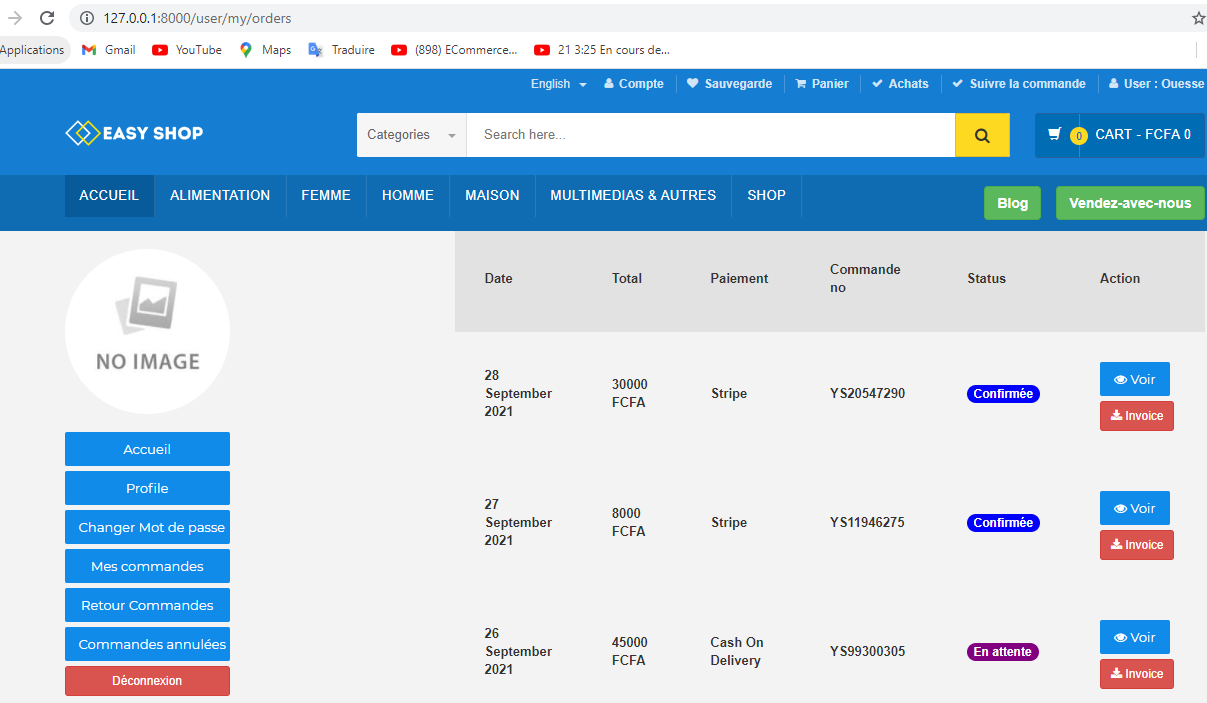 127.0.0.1:8000/user/my/orders
Applications Gmail YouTube Maps Traduire (898) ECommerce... 21 3:25 En cours de...
English Compte Sauvegarde Panier Achats Suivre la commande User : Ouesse
EASY SHOP Categories Search here... 0 CART - FCFA 0
ACCUEIL ALIMENTATION FEMME HOMME MAISON MULTIMEDIAS & AUTRES SHOP Blog Vendez-avec-nous
NO IMAGE
Accueil
Profile
Changer Mot de passe
Mes commandes
Retour Commandes
Commandes annulées
Déconnexion
Date Total Paiement Commande no Status Action
28 September 2021 30000 FCFA Stripe YS20547290 Confirmée Voir
Invoice
27 September 2021 8000 FCFA Stripe YS11946275 Confirmée Voir
Invoice
26 September 2021 45000 FCFA Cash On Delivery YS99300305 En attente Voir
Invoice